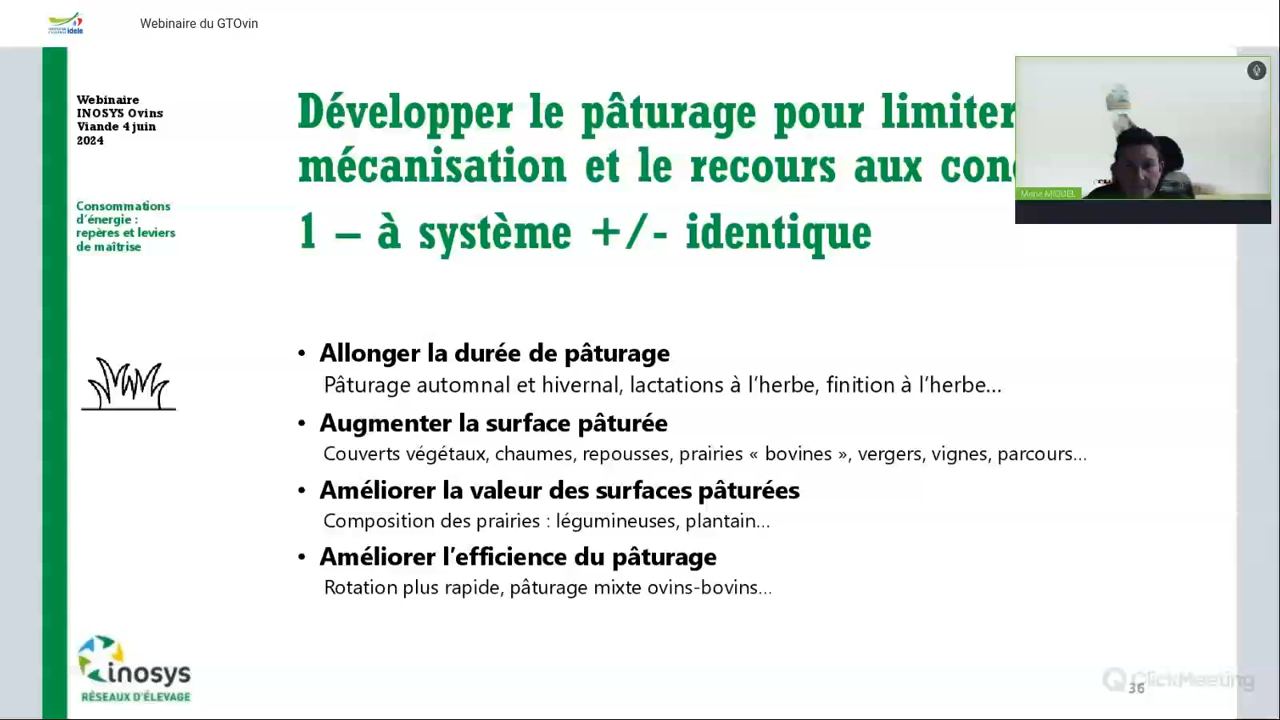 idele
Webinaire du GTOvin
Webinaire
INOSYS Ovins
Viande 4 juin
2024
Consommations
d'énergie :
repères et leviers
de maîtrise
Développer le pâturage pour limiter
mécanisation et le recours aux
1 – à système +/- identique
• Allonger la durée de pâturage
Pâturage automnal et hivernal, lactations à l'herbe, finition à l'herbe…
• Augmenter la surface pâturée
Couverts végétaux, chaumes, repousses, prairies « bovines », vergers, vignes, parcours…
• Améliorer la valeur des surfaces pâturées
Composition des prairies : légumineuses, plantain…
• Améliorer l'efficience du pâturage
Rotation plus rapide, pâturage mixte ovins-bovins…
inosys
RÉSEAUX D'ÉLEVAGE
ClickMeeting
36